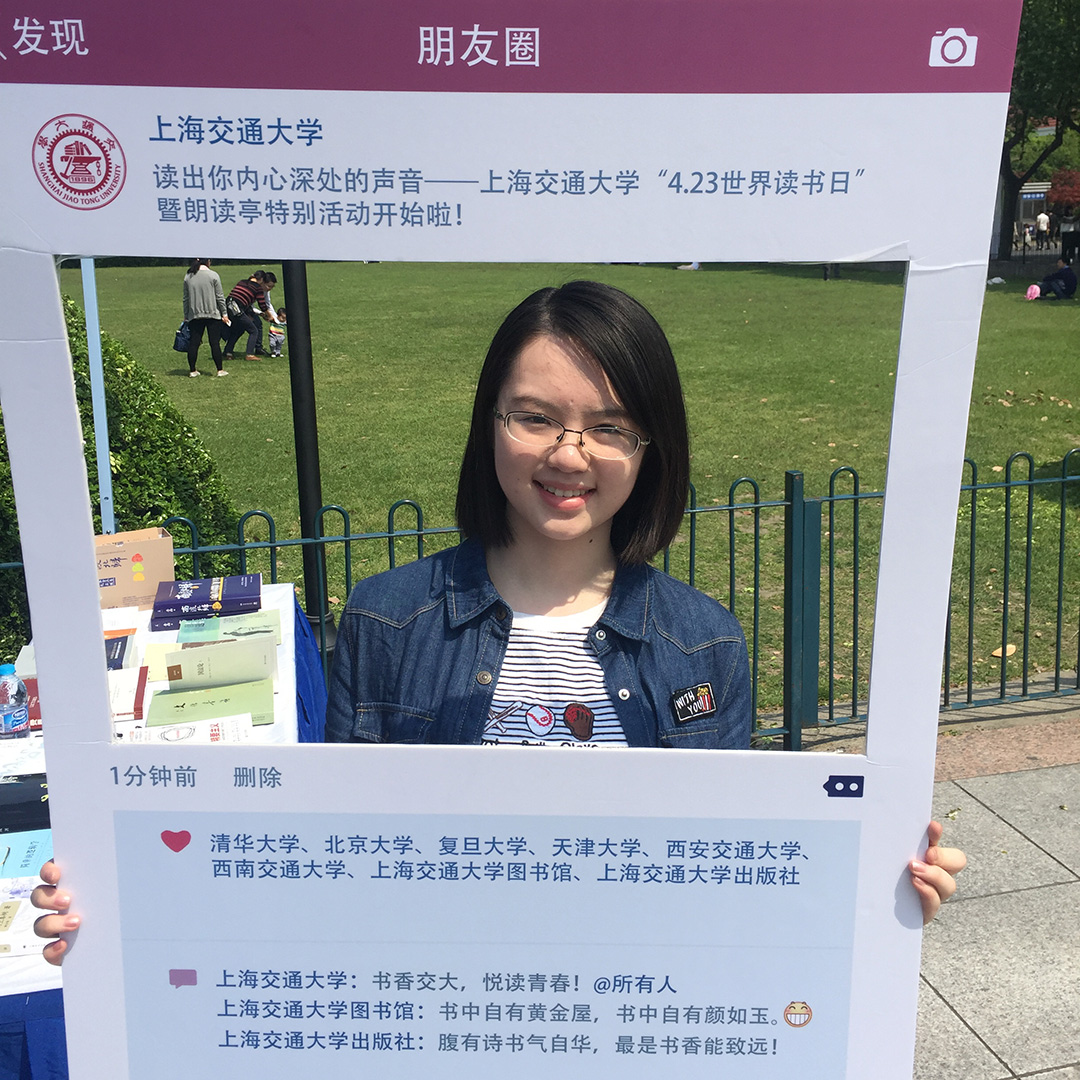 发现
朋友圈
上海交通大学
SHANGHAI JIAO TONG UNIVERSITY
1896
读出你内心深处的声音——上海交通大学“4.23世界读书日”
暨朗读亭特别活动开始啦！
WITH
YOU!
1分钟前 删除
清华大学、北京大学、复旦大学、天津大学、西安交通大学、
西南交通大学、上海交通大学图书馆、上海交通大学出版社
上海交通大学：书香交大，悦读青春！@所有人
上海交通大学图书馆：书中自有黄金屋，书中自有颜如玉。
上海交通大学出版社：腹有诗书气自华，最是书香能致远！